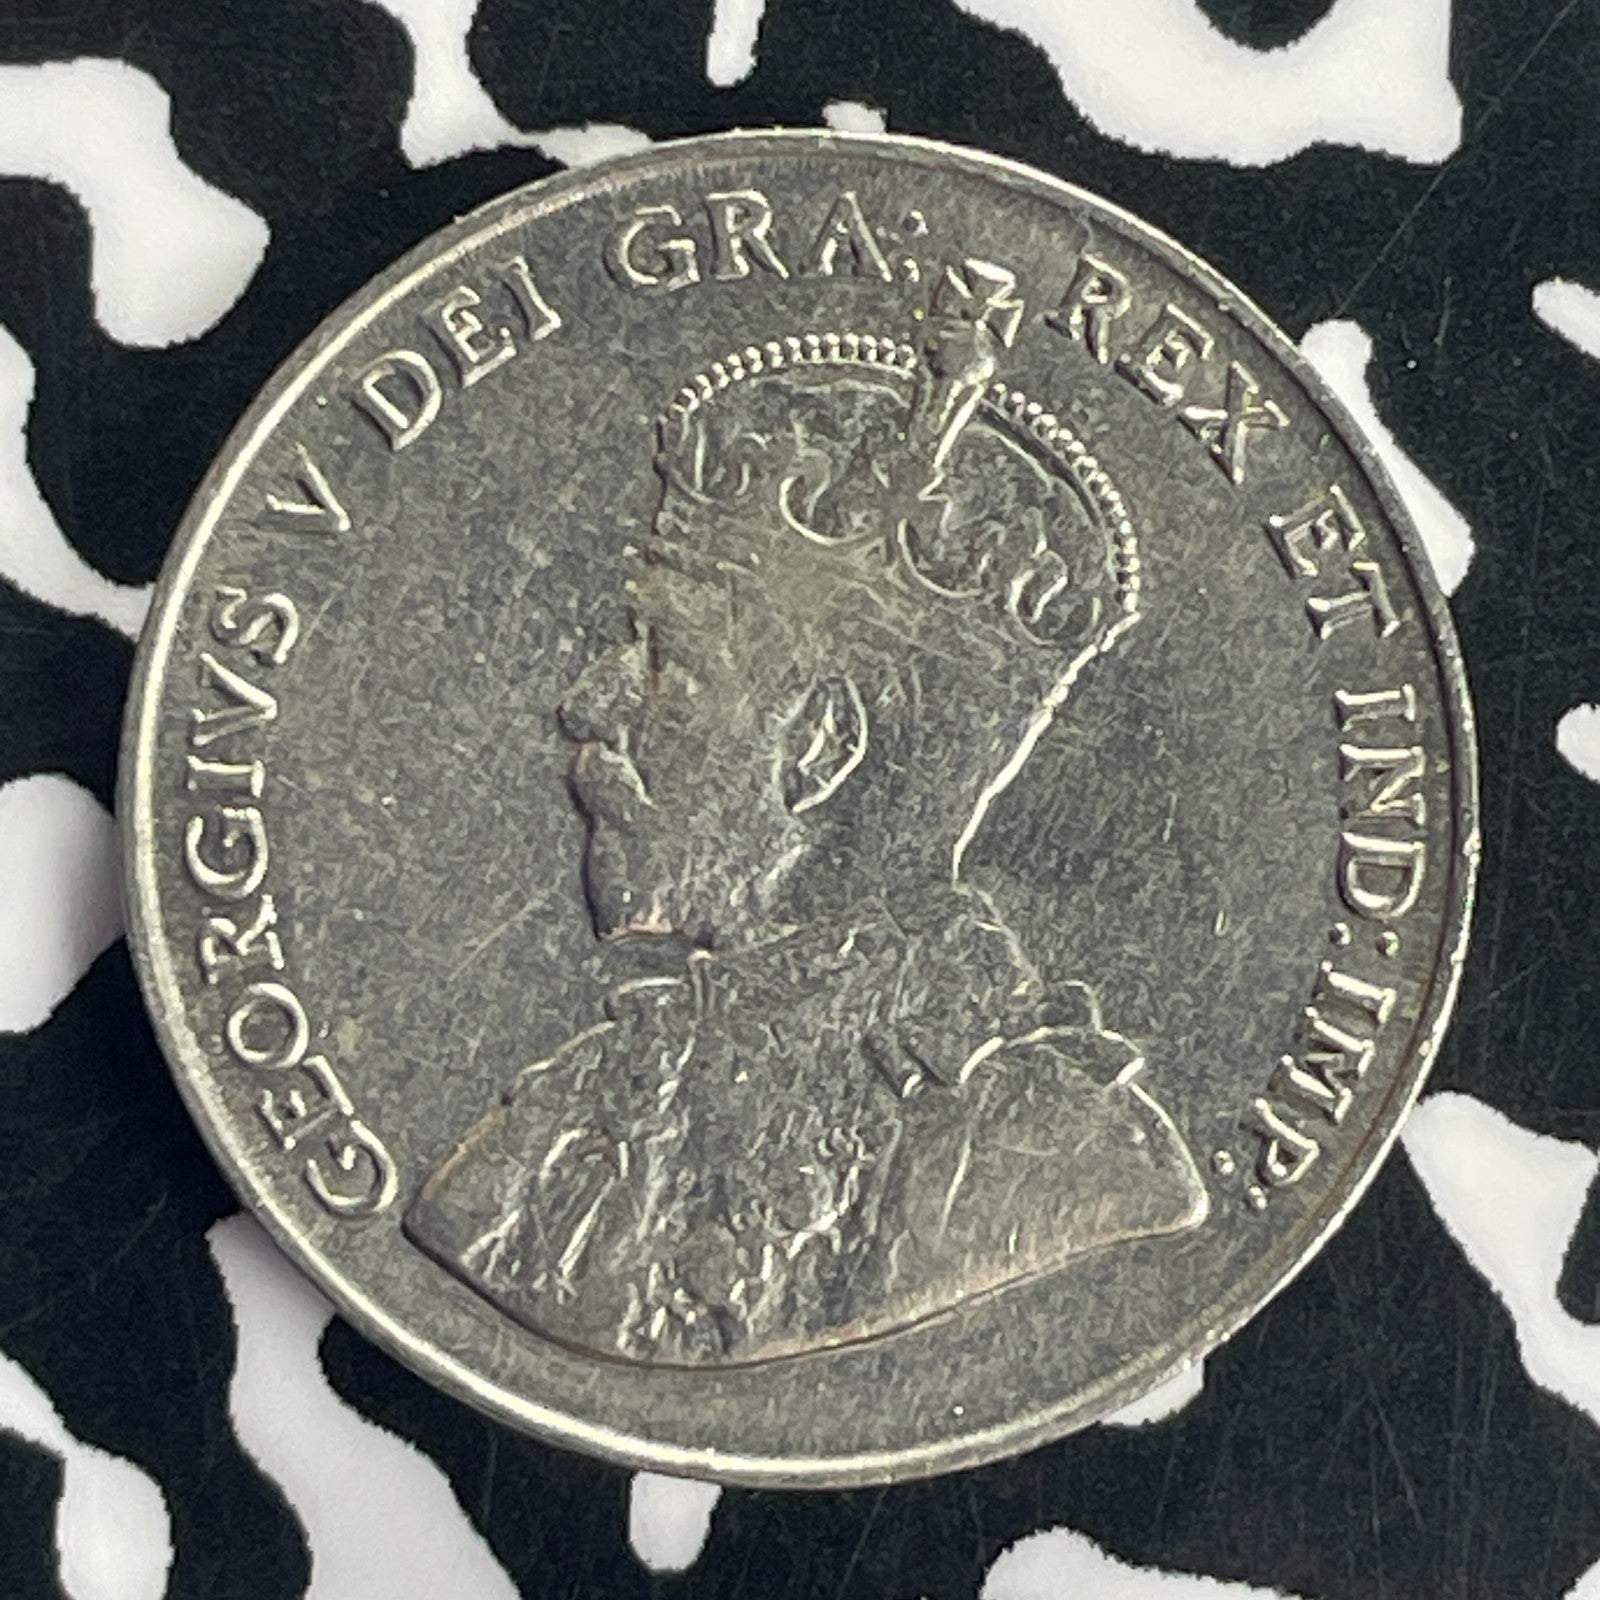 GEORGIVS V DEI GRA: REX ET IND: IMP: